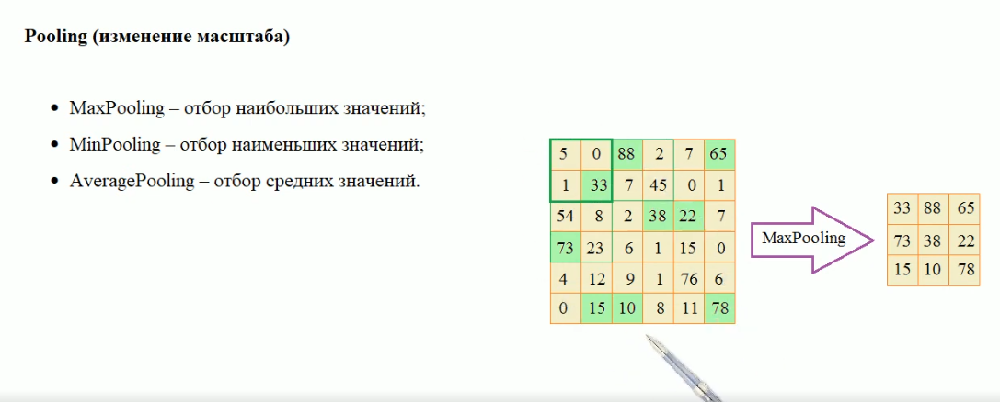 Pooling (изменение масштаба)
MaxPooling – отбор наибольших значений;
MinPooling – отбор наименьших значений;
AveragePooling – отбор средних значений.
5 0 88 2 7 65
1 33 7 45 0 1
54 8 2 38 22 7
73 23 6 1 15 0
4 12 9 1 76 6
0 15 10 8 11 78
MaxPooling
33 88 65
73 38 22
15 10 78